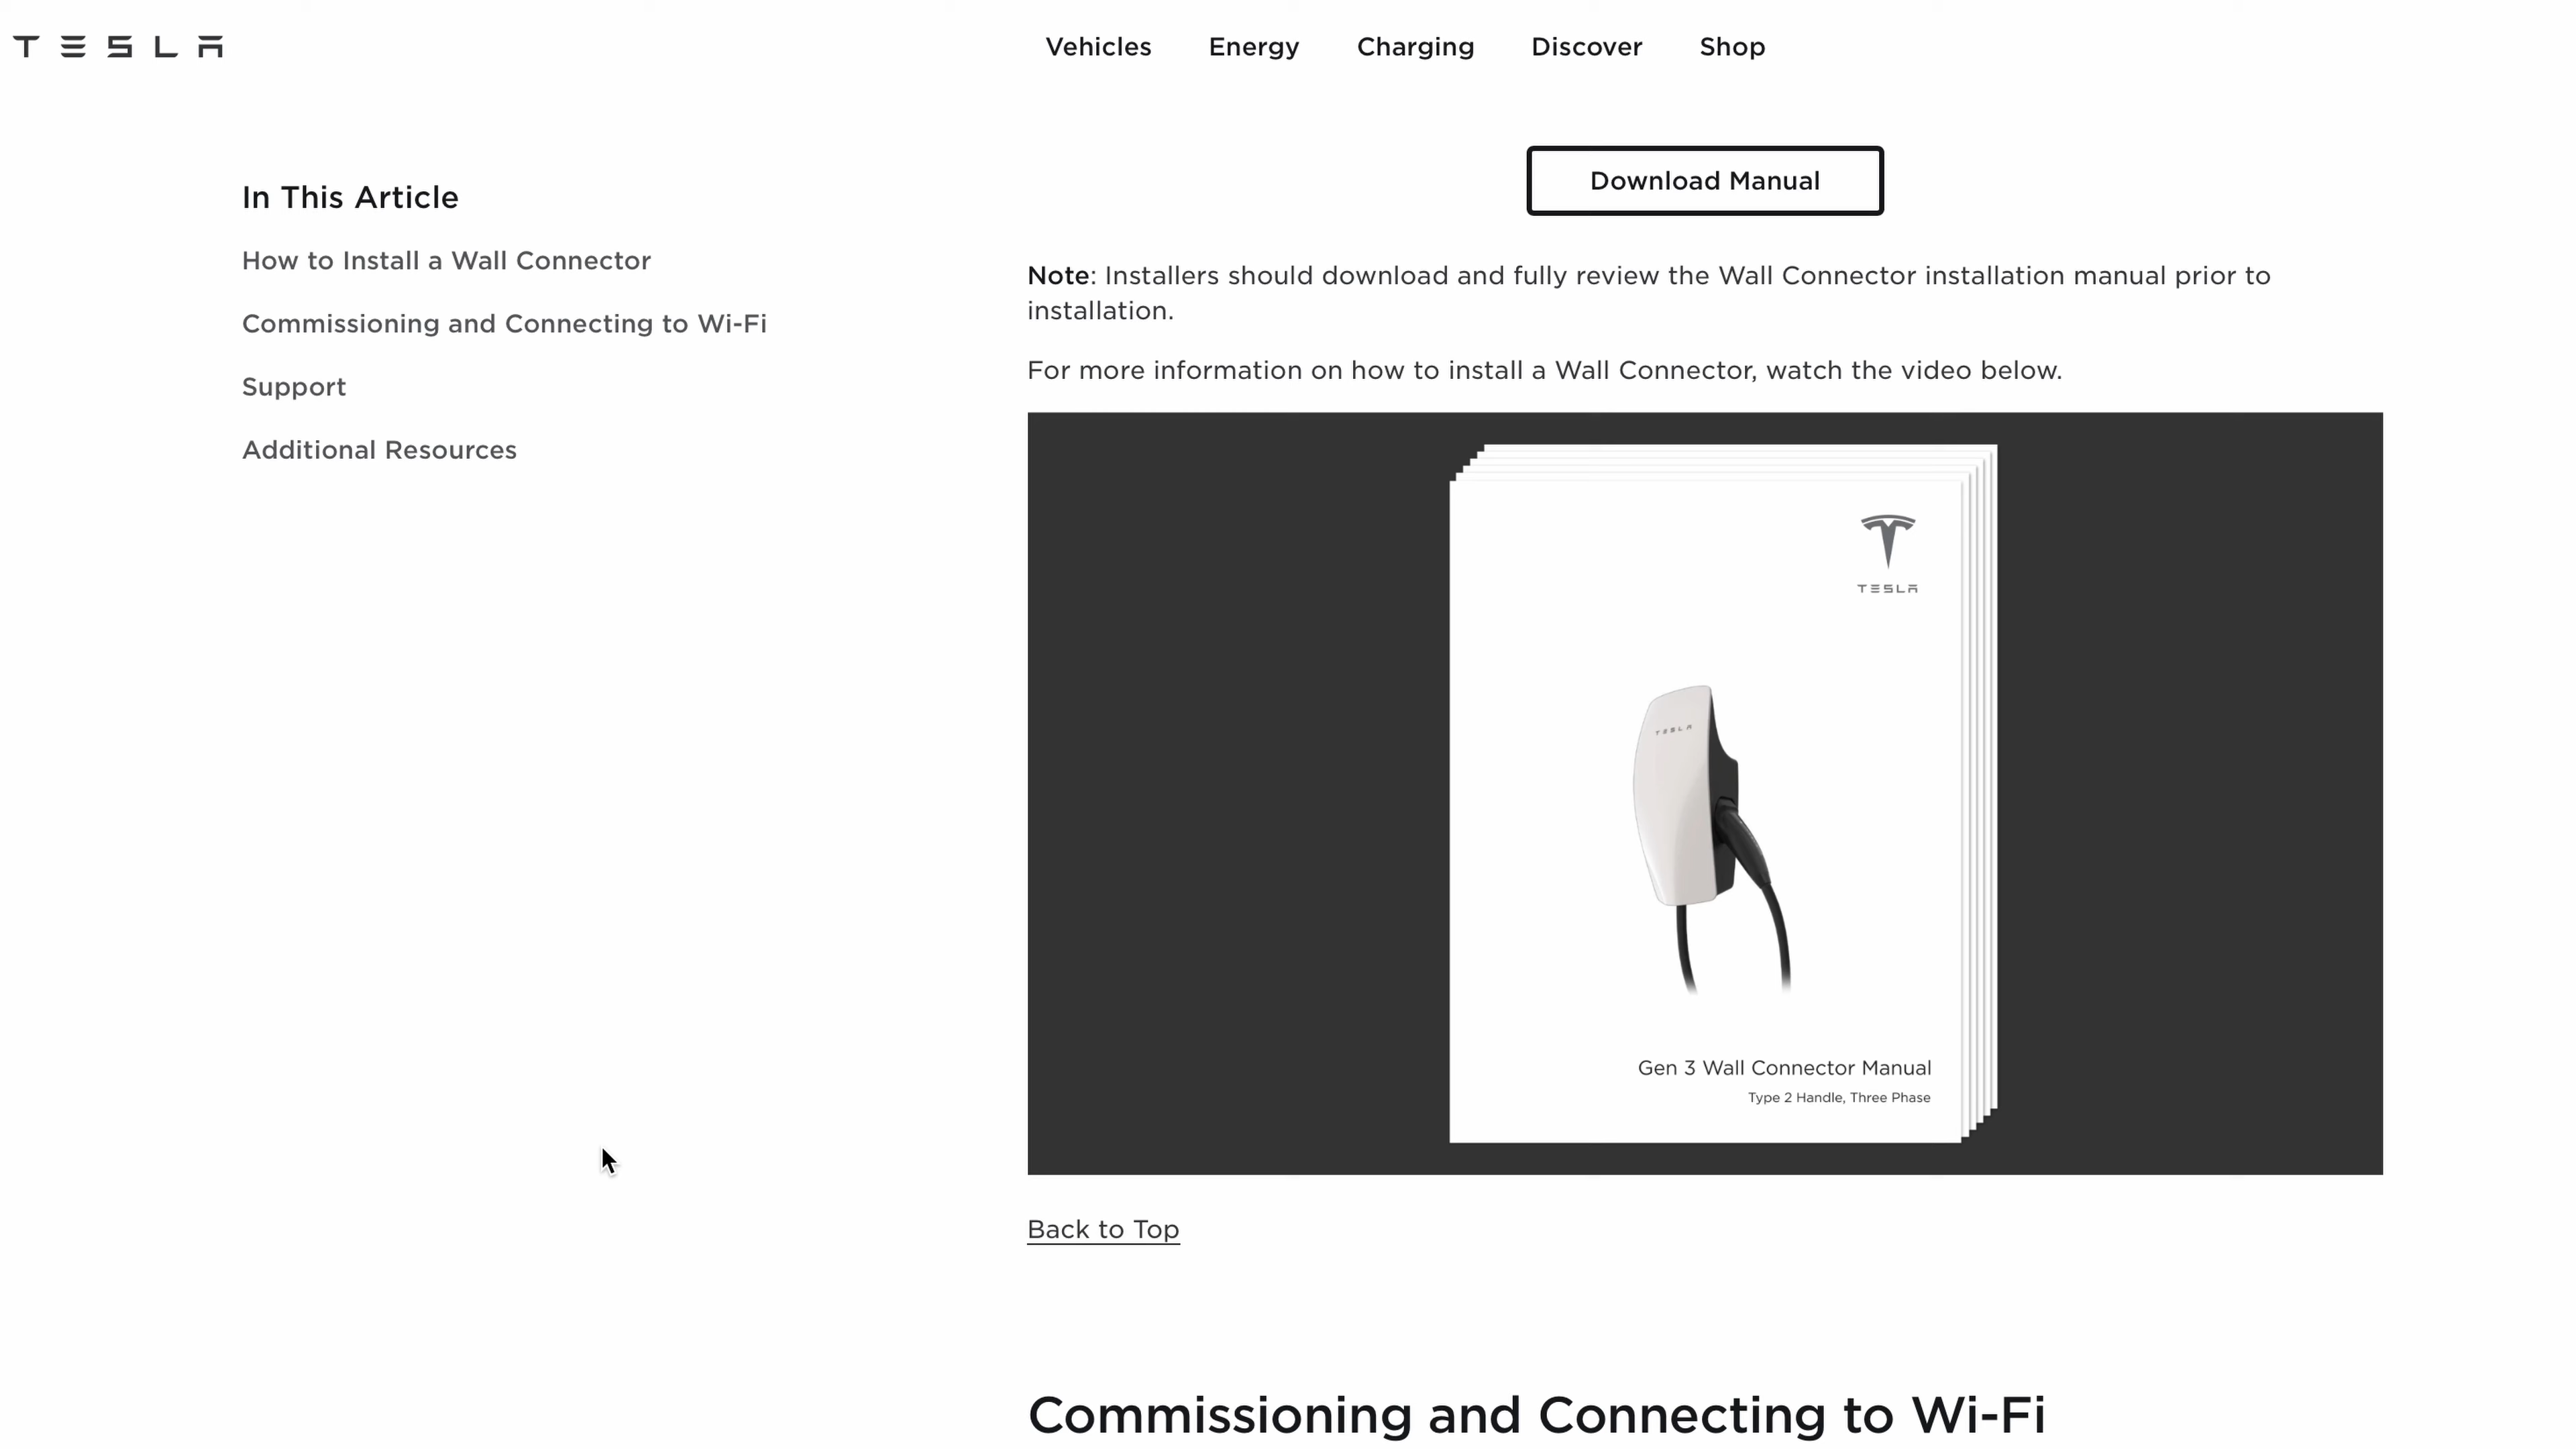 TESLA
Vehicles Energy Charging Discover Shop
In This Article
How to Install a Wall Connector
Commissioning and Connecting to Wi-Fi
Support
Additional Resources
Download Manual
Note: Installers should download and fully review the Wall Connector installation manual prior to
installation.
For more information on how to install a Wall Connector, watch the video below.
TESLA
TESLA
Gen 3 Wall Connector Manual
Type 2 Handle, Three Phase
Back to Top
Commissioning and Connecting to Wi-Fi